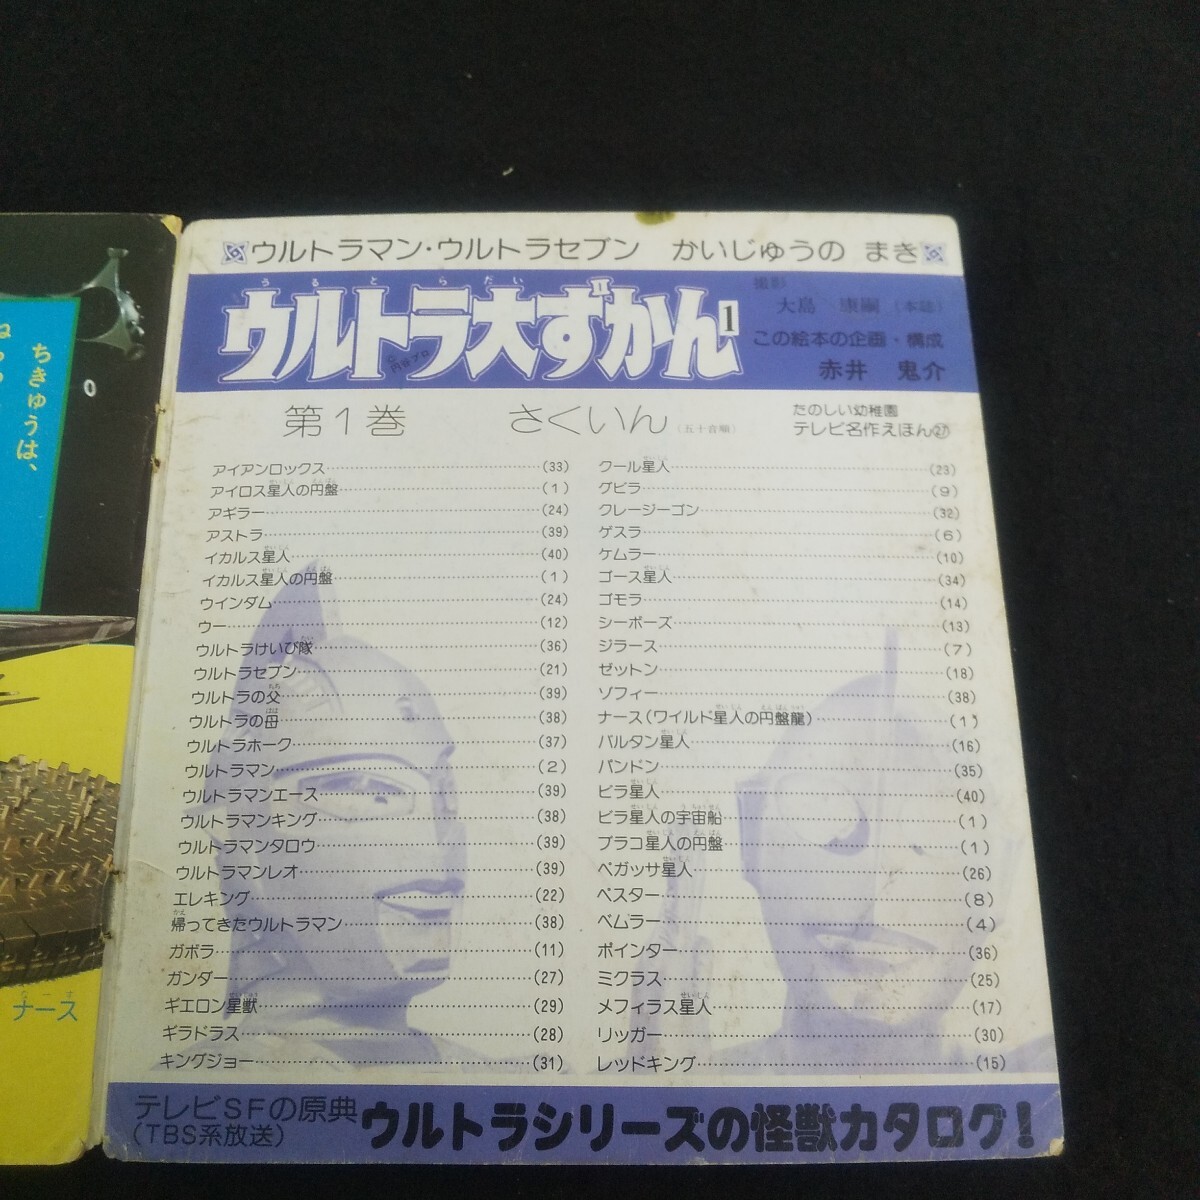 ちきゅうは、
ねらわ
0
ナース
ウルトラマン・ウルトラセブン かいじゅうの まき
ウルトラ大ずかん 1
円谷プロ
撮影
大島 康嗣 (本誌)
この絵本の企画・構成
赤井 鬼介
第1巻 さくいん (五十音順)
たのしい幼稚園
テレビ名作えほん㉗
アイアンロックス (33)
アイロス星人の円盤 (1)
アギラー (24)
アストラ (39)
イカルス星人 (40)
イカルス星人の円盤 (1)
ウインダム (24)
ウー (12)
ウルトラけいび隊 (36)
ウルトラセブン (21)
ウルトラの父 (39)
ウルトラの母 (38)
ウルトラホーク (37)
ウルトラマン (2)
ウルトラマンエース (39)
ウルトラマンキング (38)
ウルトラマンタロウ (39)
ウルトラマンレオ (39)
エレキング (22)
帰ってきたウルトラマン (38)
ガボラ (11)
ガンダー (27)
ギエロン星獣 (29)
ギラドラス (28)
キングジョー (31)
クール星人 (23)
グビラ (9)
クレージーゴン (32)
ゲスラ (6)
ケムラー (10)
ゴース星人 (34)
ゴモラ (14)
シーボーズ (13)
ジラース (7)
ゼットン (18)
ゾフィー (38)
ナース(ワイルド星人の円盤龍) (1)
バルタン星人 (16)
バンドン (35)
ビラ星人 (40)
ビラ星人の宇宙船 (1)
ブラコ星人の円盤 (1)
ペガッサ星人 (26)
ペスター (8)
ベムラー (4)
ポインター (36)
ミクラス (25)
メフィラス星人 (17)
リッガー (30)
レッドキング (15)
テレビSFの原典
(TBS系放送)
ウルトラシリーズの怪獣カタログ!